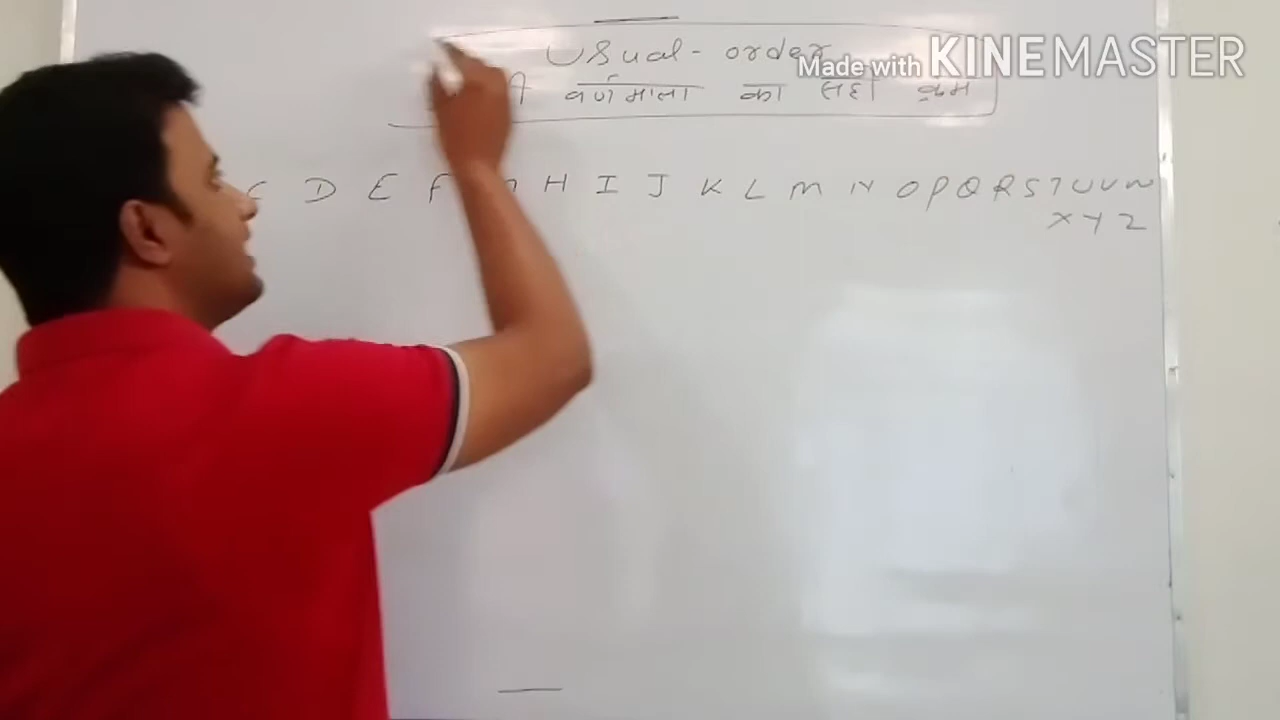 Usual - order
Made with KINEMASTER
वर्णमाला का सही क्रम
C D E F H I J K L M N O P Q R S T U V W
X Y Z